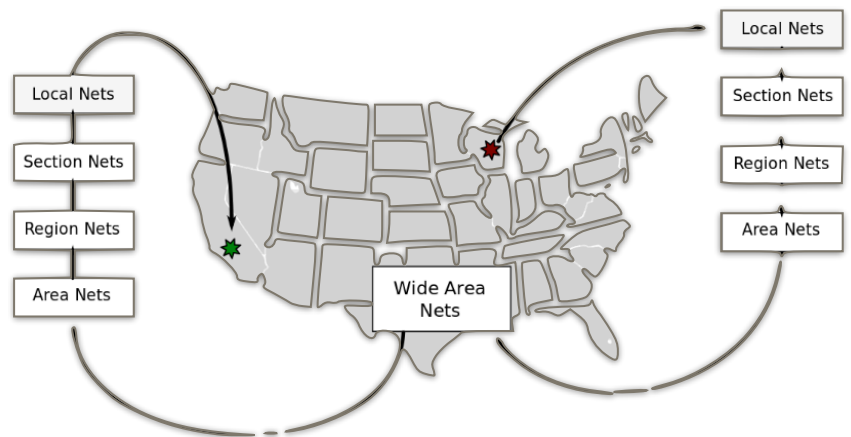 Local Nets
Section Nets
Region Nets
Area Nets
Wide Area
Nets
Local Nets
Section Nets
Region Nets
Area Nets